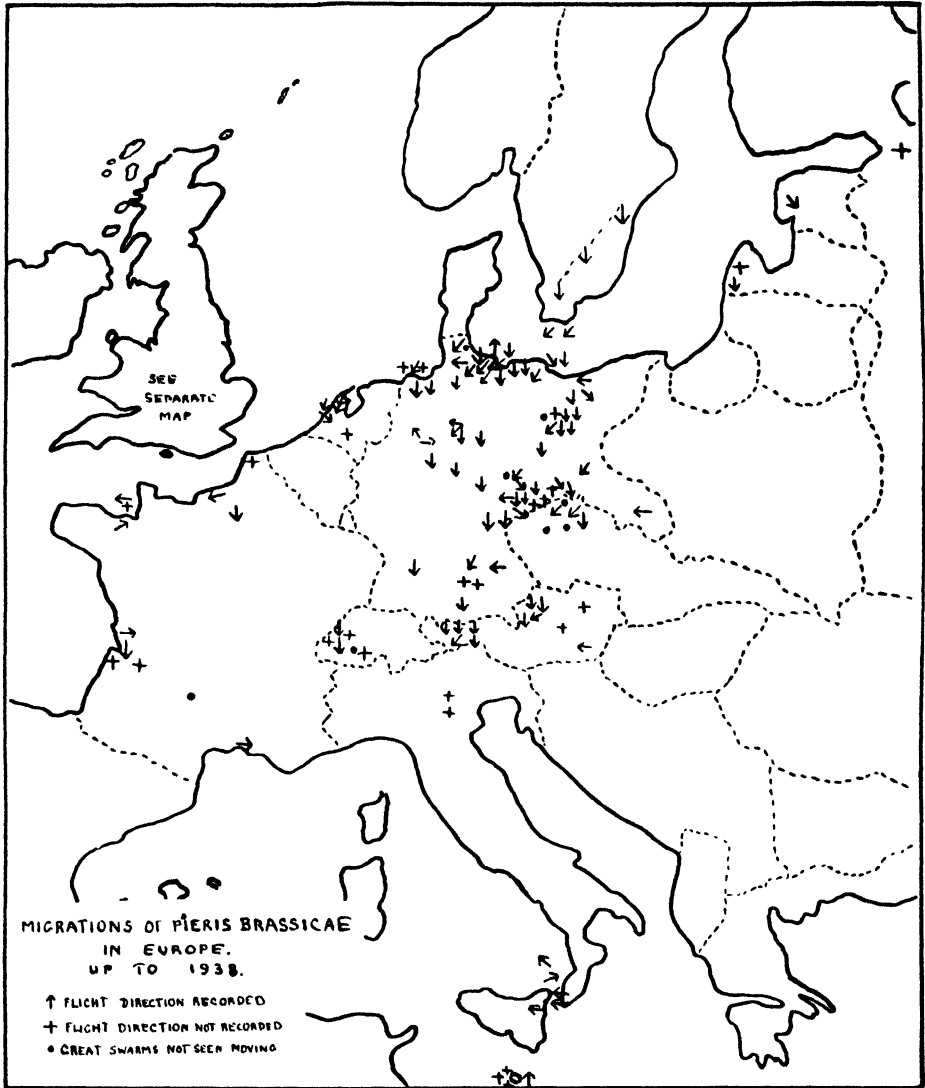 SEE
SEPARATE
MAP
MIGRATIONS OF PIERIS BRASSICAE
IN EUROPE.
UP TO 1938.
↑ FLIGHT DIRECTION RECORDED
+ FLIGHT DIRECTION NOT RECORDED
• GREAT SWARMS NOT SEEN MOVING